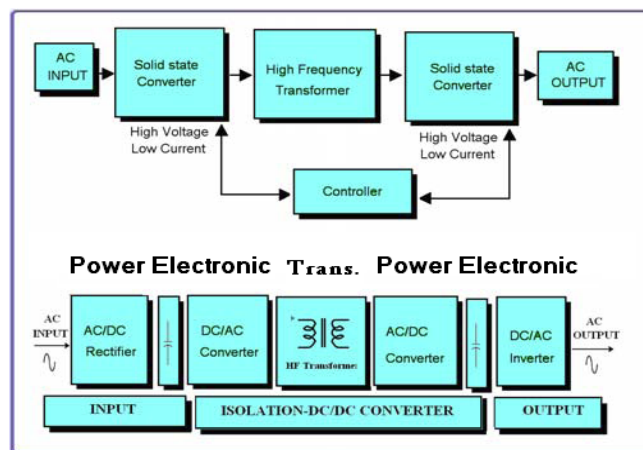 AC
INPUT
Solid state
Converter
High Frequency
Transformer
Solid state
Converter
AC
OUTPUT
High Voltage
Low Current
High Voltage
Low Current
Controller
Power Electronic Trans. Power Electronic
AC
INPUT
AC/DC
Rectifier
DC/AC
Converter
HF Transformer
AC/DC
Converter
DC/AC
Inverter
AC
OUTPUT
INPUT
ISOLATION-DC/DC CONVERTER
OUTPUT